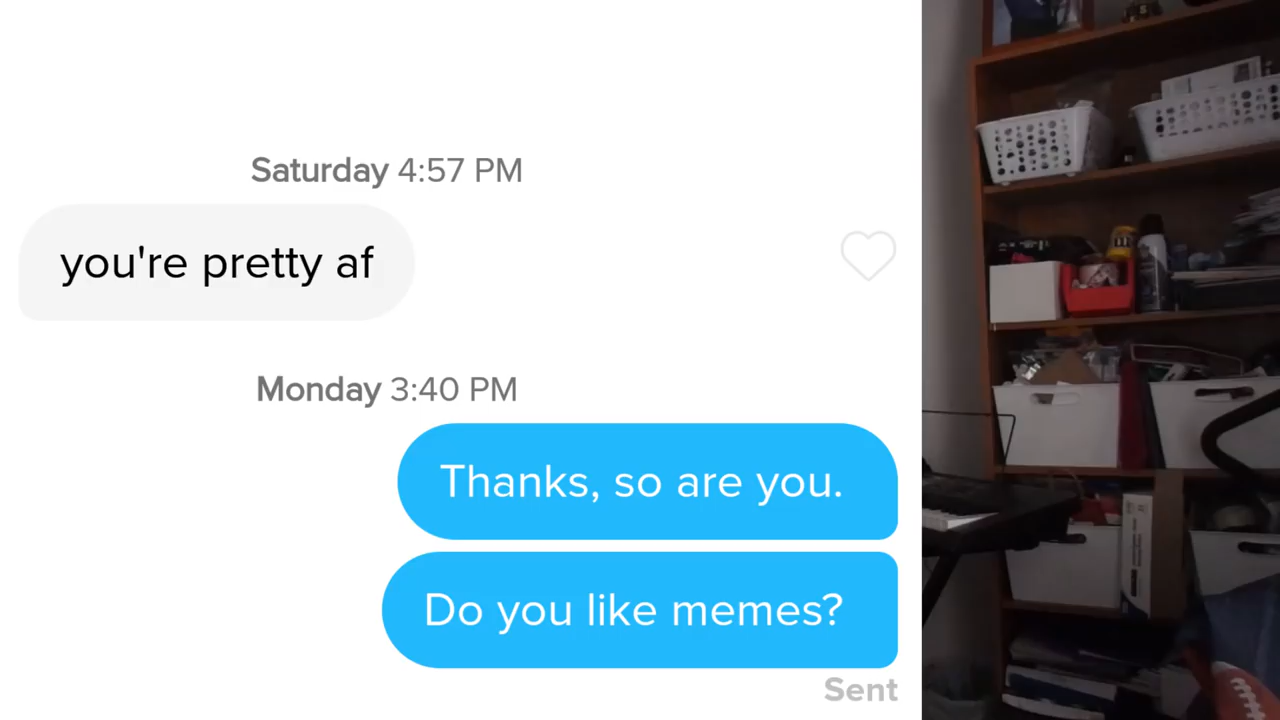 Saturday 4:57 PM
you're pretty af
Monday 3:40 PM
Thanks, so are you.
Do you like memes?
Sent